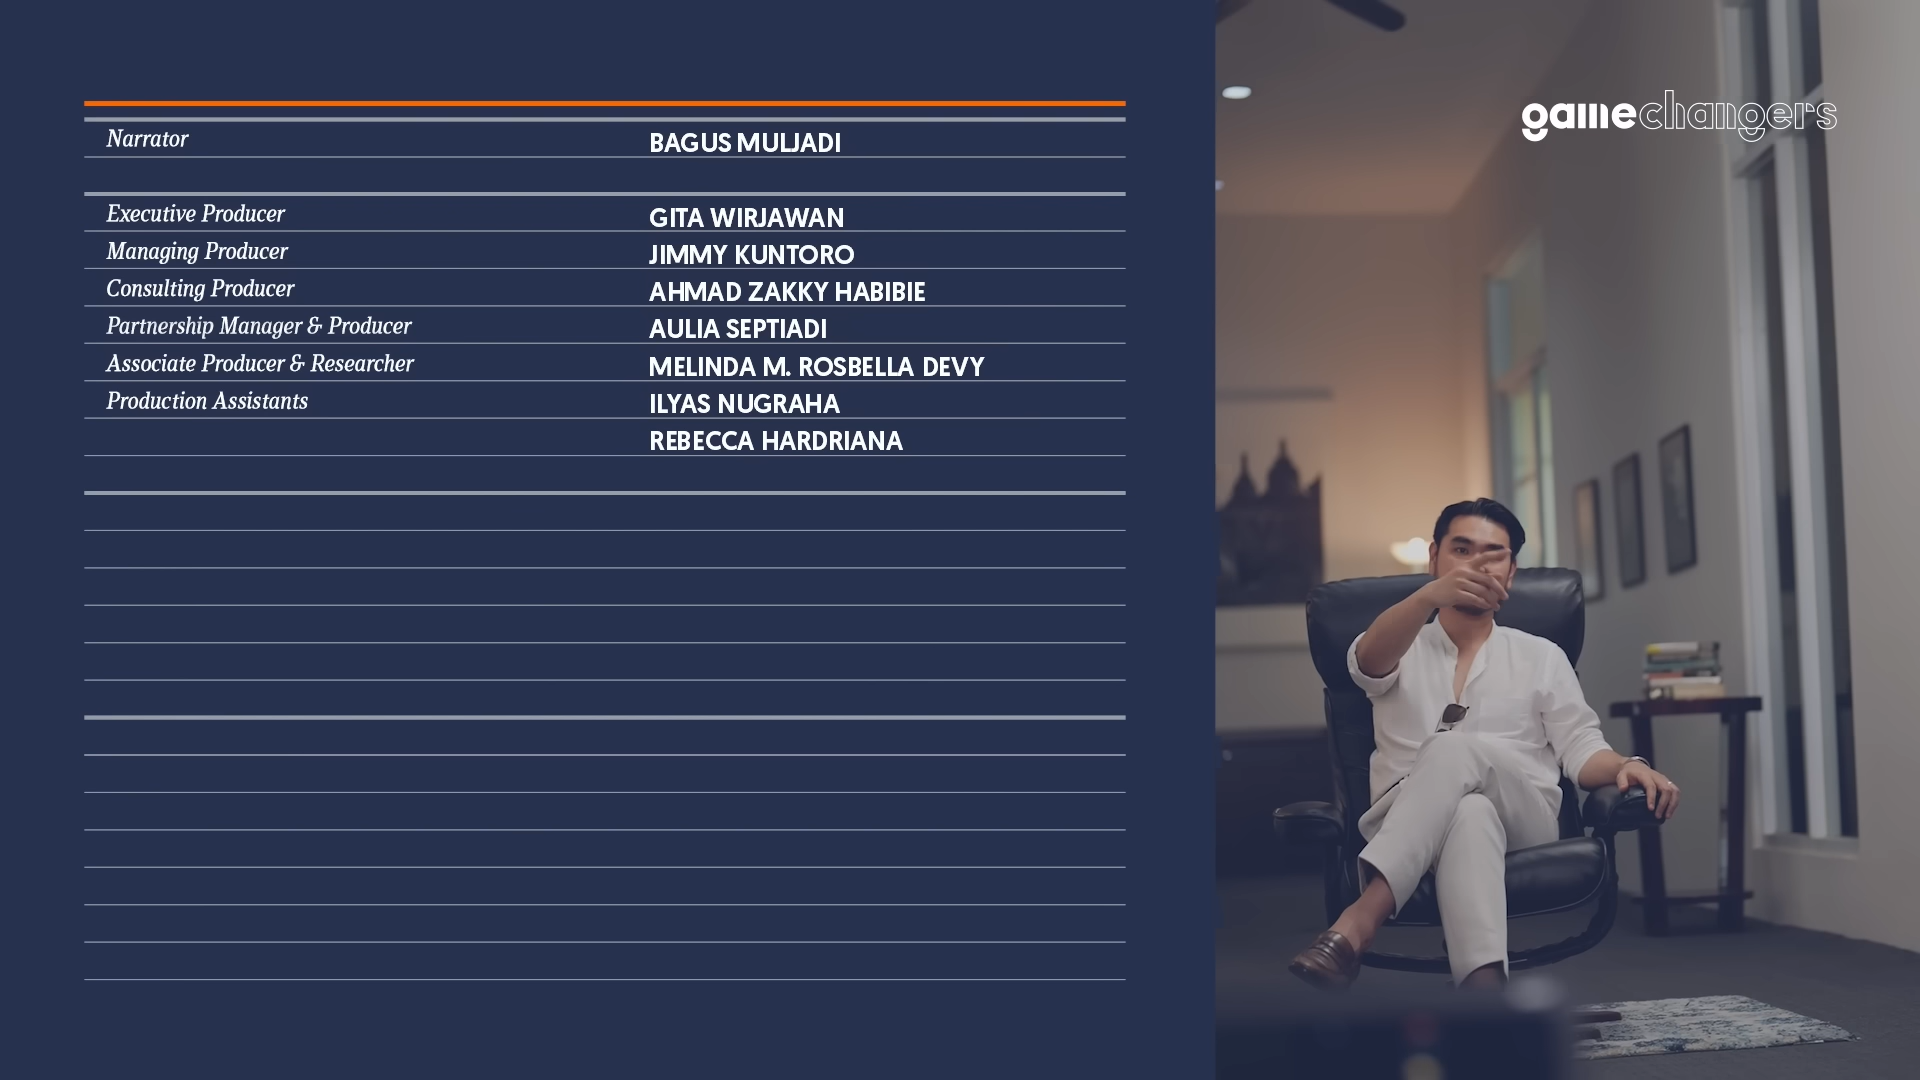 gamechangers
Narrator BAGUS MULJADI
Executive Producer GITA WIRJAWAN
Managing Producer JIMMY KUNTORO
Consulting Producer AHMAD ZAKKY HABIBIE
Partnership Manager & Producer AULIA SEPTIADI
Associate Producer & Researcher MELINDA M. ROSBELLA DEVY
Production Assistants ILYAS NUGRAHA
REBECCA HARDRIANA